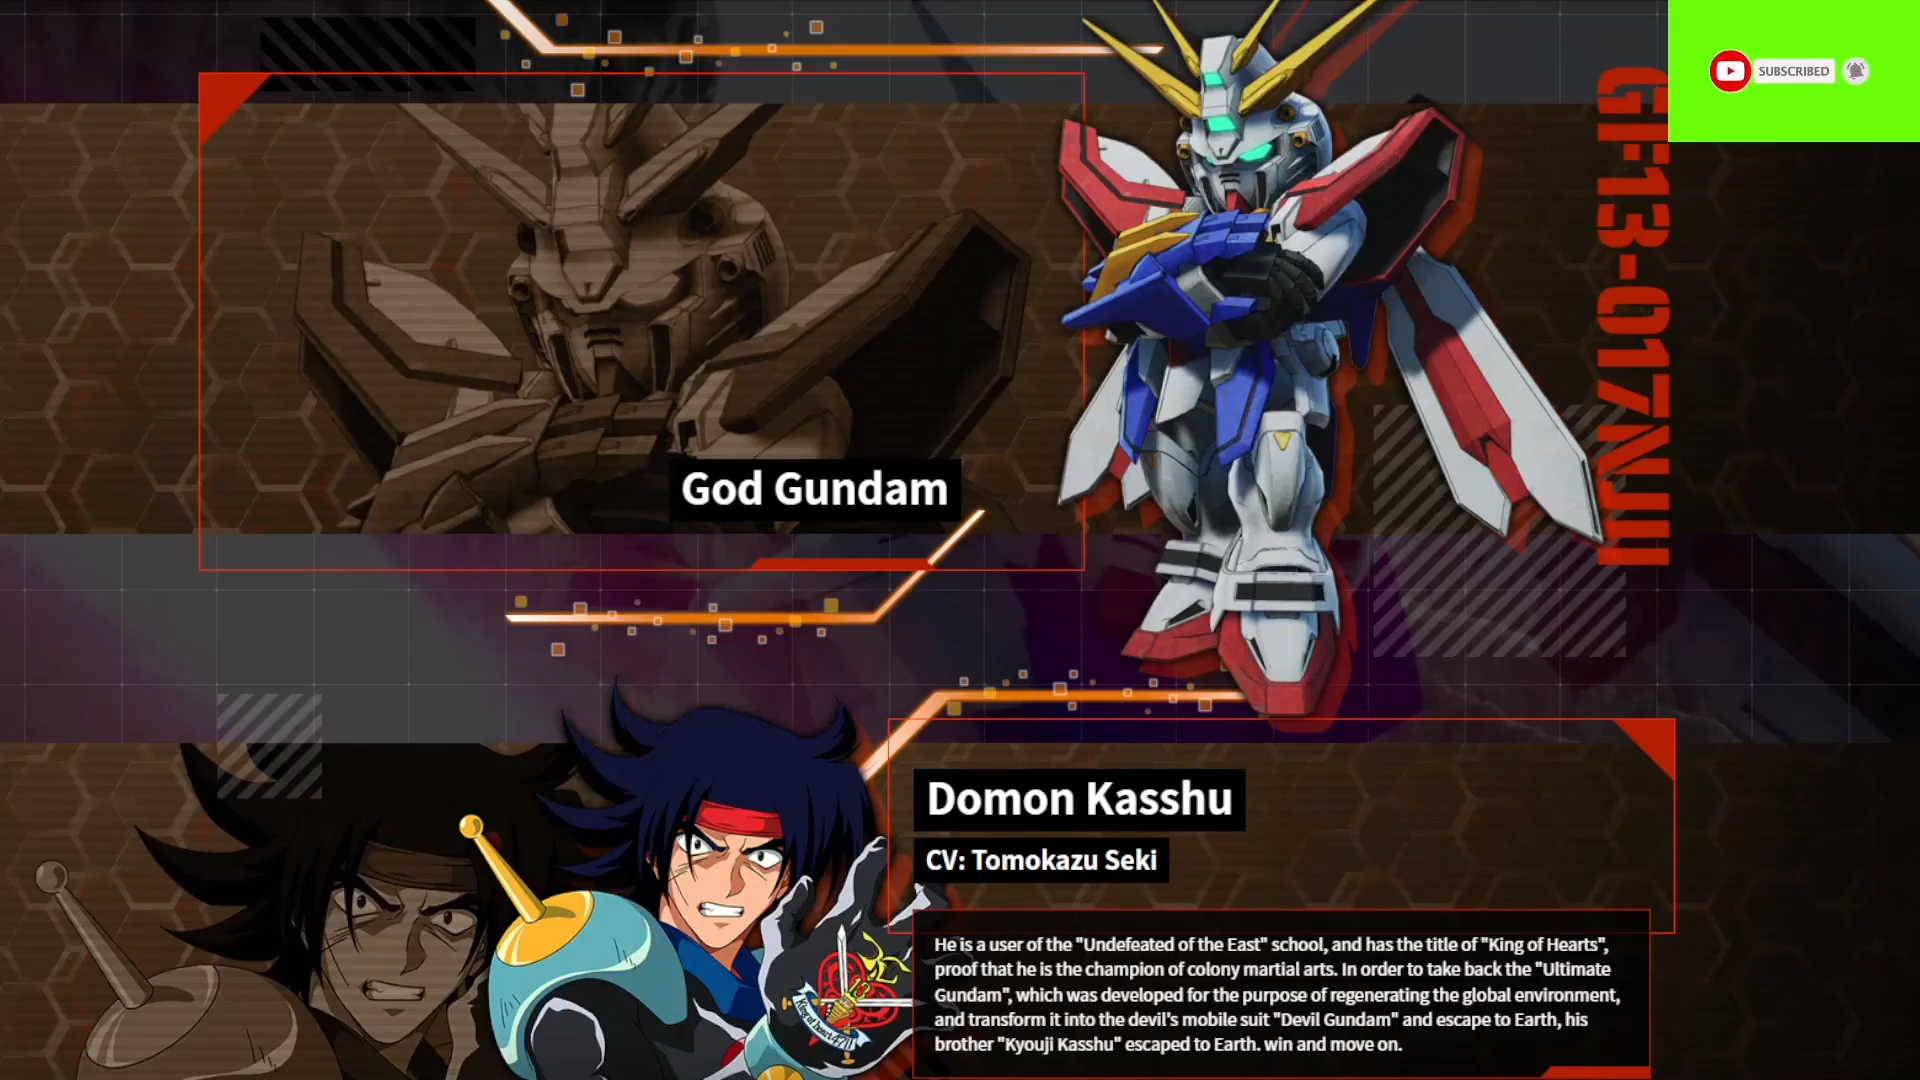 SUBSCRIBED
GF13-017NJII
God Gundam
Domon Kasshu
CV: Tomokazu Seki
He is a user of the "Undefeated of the East" school, and has the title of "King of Hearts",
proof that he is the champion of colony martial arts. In order to take back the "Ultimate
Gundam", which was developed for the purpose of regenerating the global environment,
and transform it into the devil's mobile suit "Devil Gundam" and escape to Earth, his
brother "Kyouji Kasshu" escaped to Earth. win and move on.
King of heart